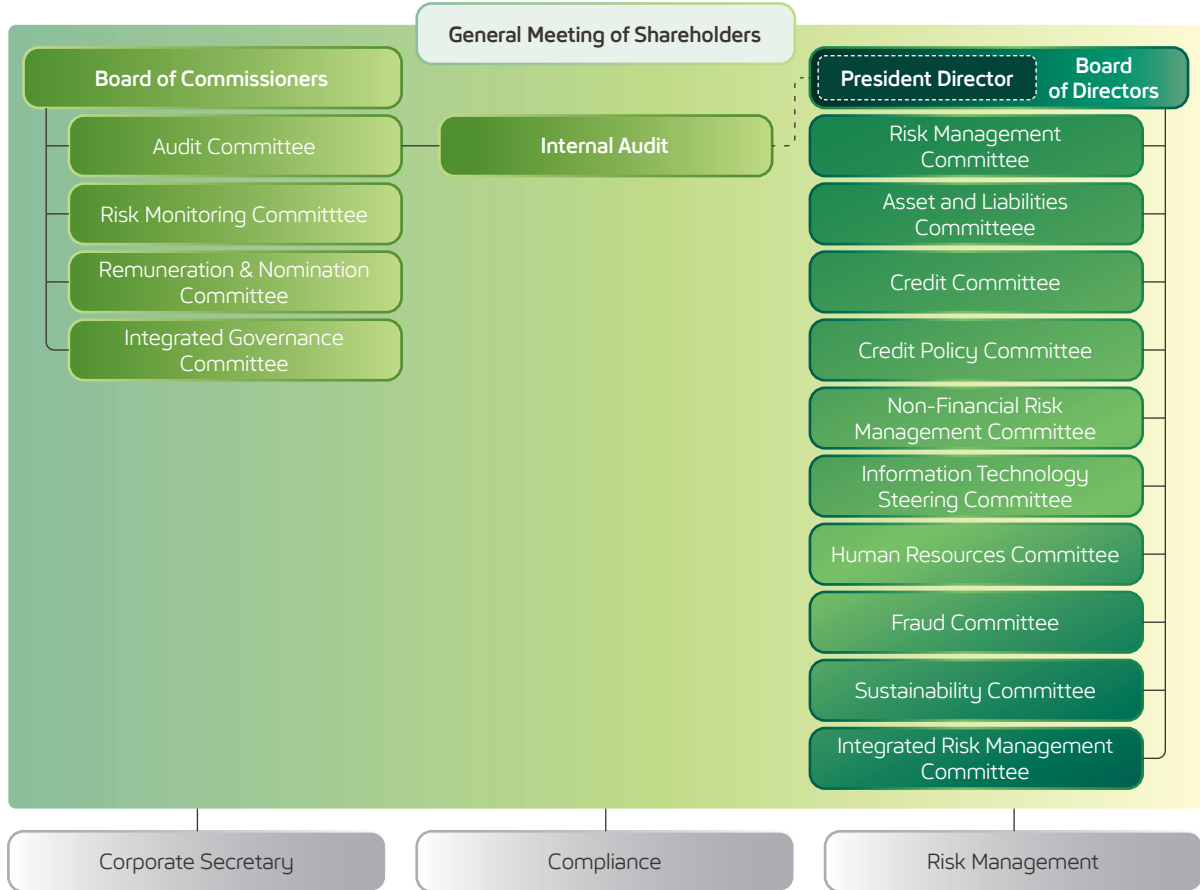 General Meeting of Shareholders
Board of Commissioners
Audit Committee
Risk Monitoring Committtee
Remuneration & Nomination
Committee
Integrated Governance
Committee
Internal Audit
President Director
Board
of Directors
Risk Management
Committee
Asset and Liabilities
Committeee
Credit Committee
Credit Policy Committee
Non-Financial Risk
Management Committee
Information Technology
Steering Committee
Human Resources Committee
Fraud Committee
Sustainability Committee
Integrated Risk Management
Committee
Corporate Secretary
Compliance
Risk Management